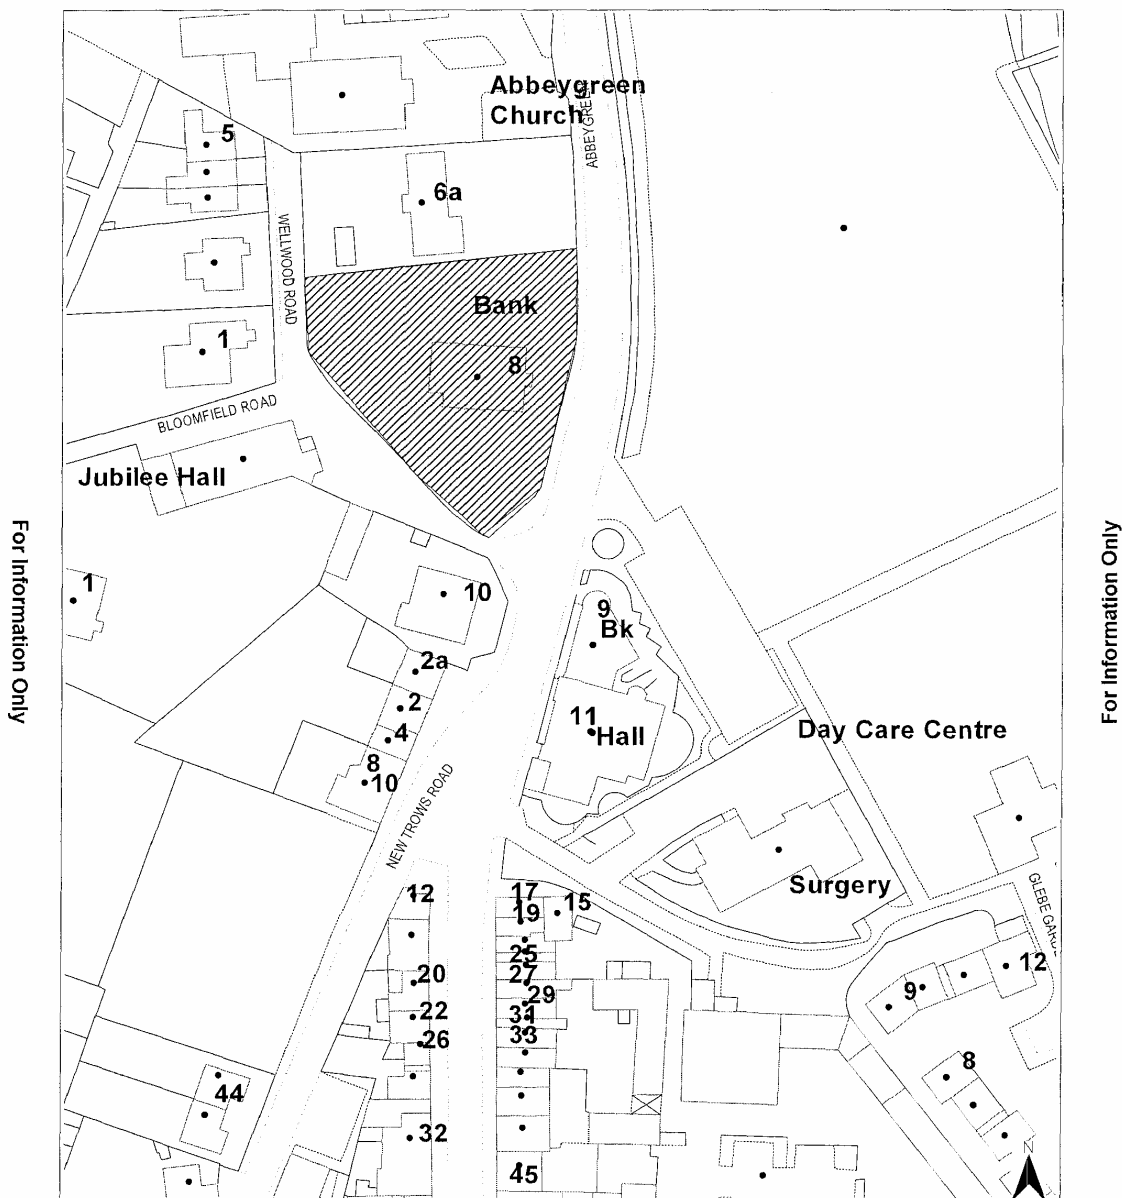 Abbeygreen
Church
ABBEYGREEN
5
6a
WELLWOOD ROAD
Bank
1
8
BLOOMFIELD ROAD
Jubilee Hall
For Information Only
For Information Only
1
10
9
Bk
2a
2
11
Hall
4
Day Care Centre
8
10
NEW TROWS ROAD
Surgery
GLEBE GARD
12
17
15
19
25
12
20
27
9
29
22
31
26
33
8
44
32
N
45